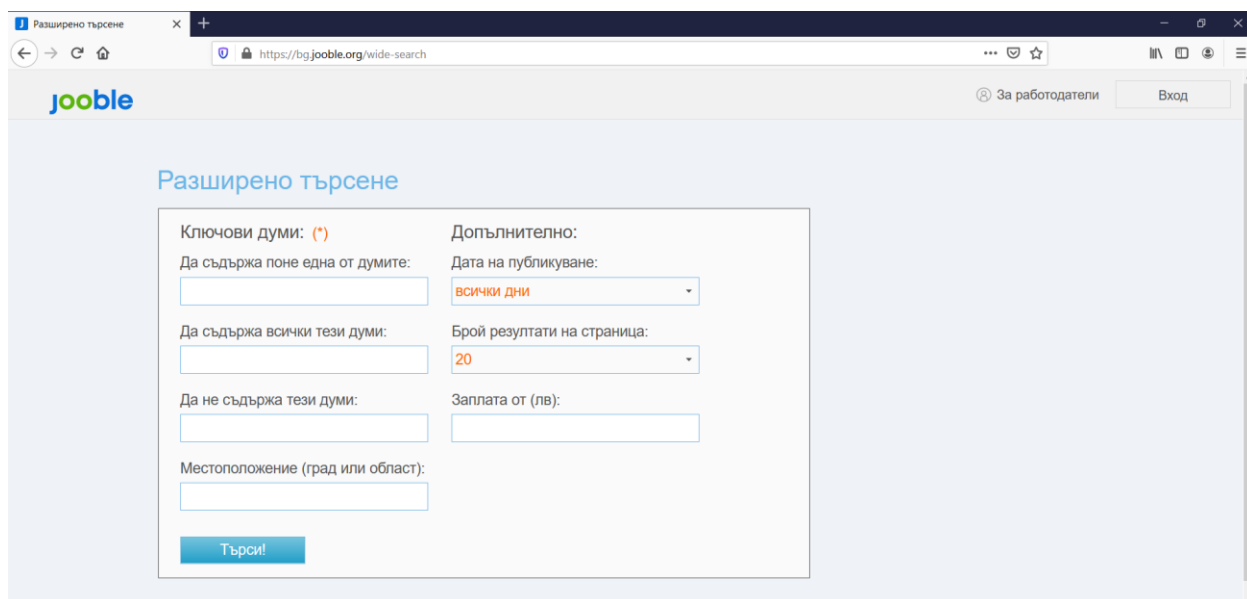 Разширено търсене
https://bg.jooble.org/wide-search
jooble
За работодатели
Вход
Разширено търсене
Ключови думи: (*)
Да съдържа поне една от думите:
Да съдържа всички тези думи:
Да не съдържа тези думи:
Местоположение (град или област):
Търси!
Допълнително:
Дата на публикуване:
всички дни
Брой резултати на страница:
20
Заплата от (лв):